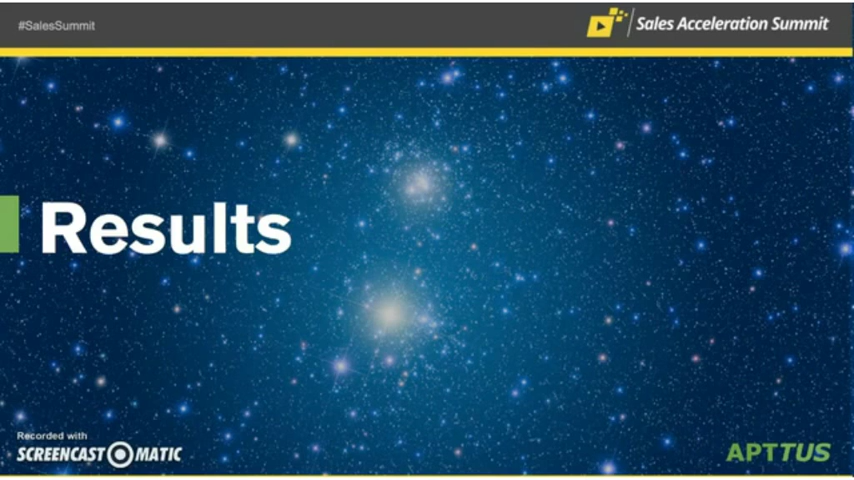 #SalesSummit
Sales Acceleration Summit
Results
Recorded with
SCREENCAST MATIC
APTTUS